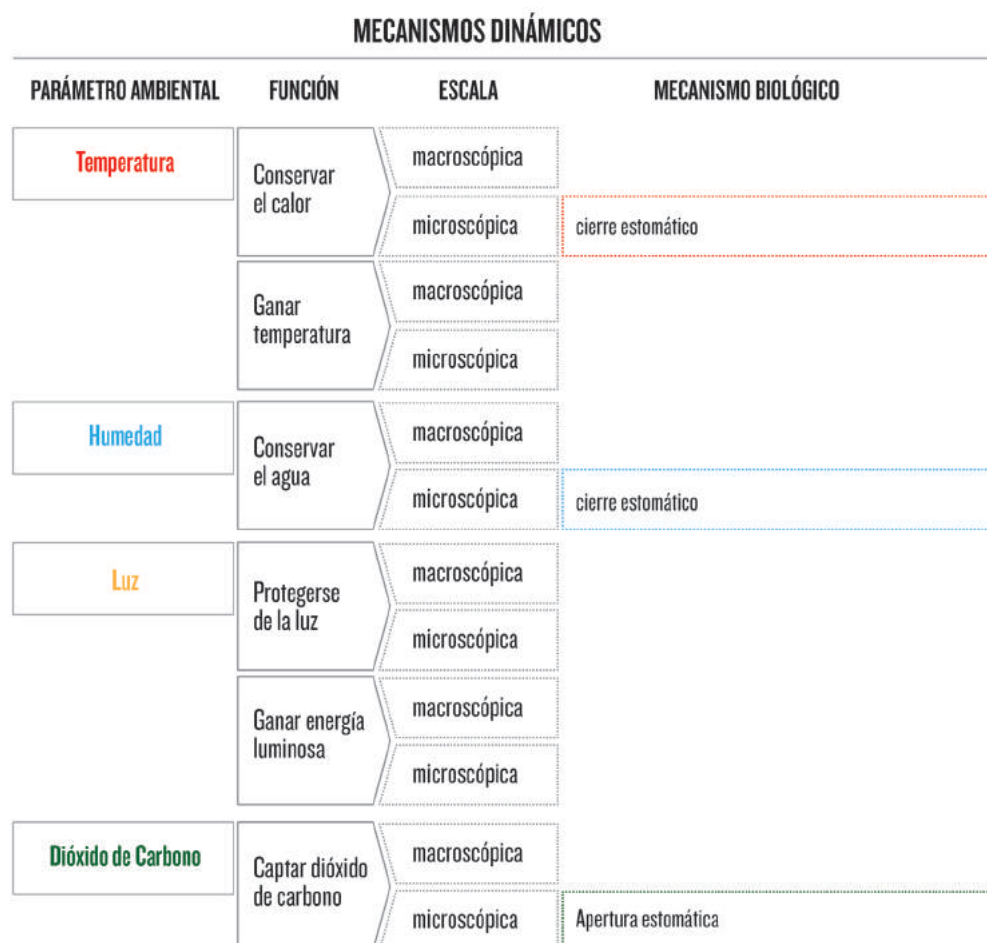 MECANISMOS DINÁMICOS
PARÁMETRO AMBIENTAL FUNCIÓN ESCALA MECANISMO BIOLÓGICO
Temperatura
Conservar
el calor
macroscópica
microscópica
cierre estomático
Ganar
temperatura
macroscópica
microscópica
Humedad
Conservar
el agua
macroscópica
microscópica
cierre estomático
Luz
Protegerse
de la luz
macroscópica
microscópica
Ganar energía
luminosa
macroscópica
microscópica
Dióxido de Carbono
Captar dióxido
de carbono
macroscópica
microscópica
Apertura estomática